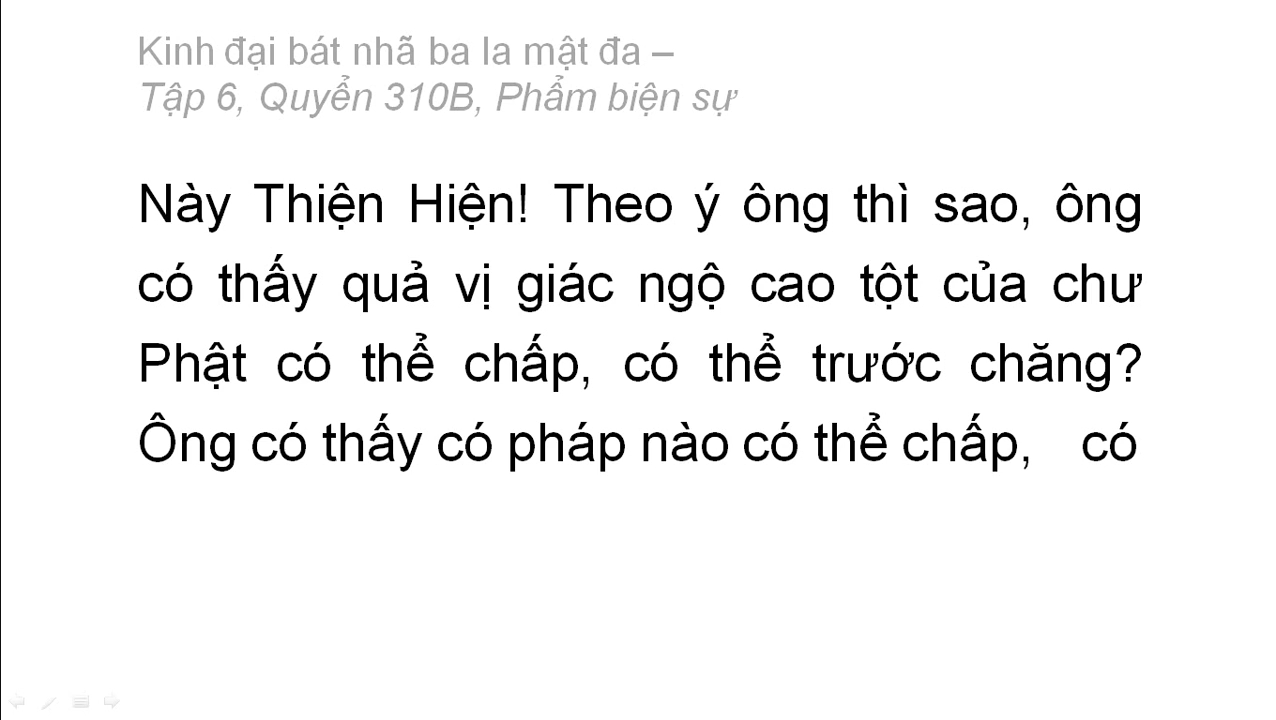 Kinh đại bát nhã ba la mật đa –
Tập 6, Quyển 310B, Phẩm biện sự
Này Thiện Hiện! Theo ý ông thì sao, ông
có thấy quả vị giác ngộ cao tột của chư
Phật có thể chấp, có thể trước chăng?
Ông có thấy có pháp nào có thể chấp, có